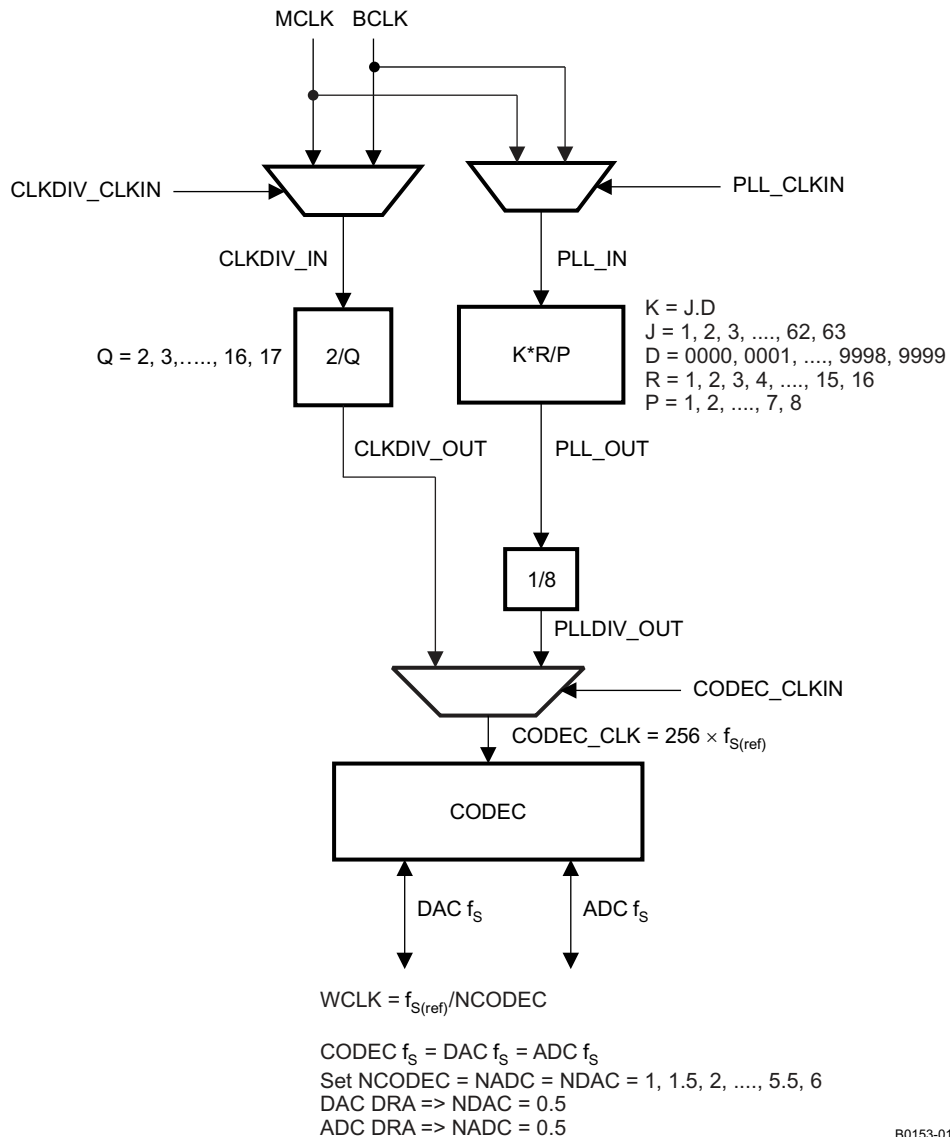 MCLK BCLK
CLKDIV_CLKIN
PLL_CLKIN
CLKDIV_IN
PLL_IN
K = J.D
J = 1, 2, 3, ...., 62, 63
D = 0000, 0001, ...., 9998, 9999
R = 1, 2, 3, 4, ...., 15, 16
P = 1, 2, ...., 7, 8
Q = 2, 3,....., 16, 17
2/Q
K*R/P
CLKDIV_OUT
PLL_OUT
1/8
PLLDIV_OUT
CODEC_CLKIN
CODEC_CLK = 256 × fS(ref)
CODEC
DAC fS
ADC fS
WCLK = fS(ref)/NCODEC
CODEC fS = DAC fS = ADC fS
Set NCODEC = NADC = NDAC = 1, 1.5, 2, ...., 5.5, 6
DAC DRA => NDAC = 0.5
ADC DRA => NADC = 0.5
B0153-01